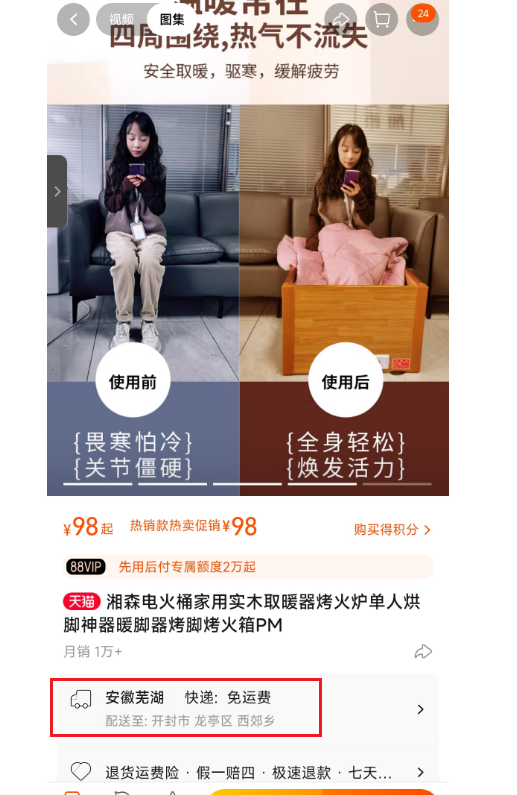 视频
图集
24
四周围绕,热气不流失
安全取暖，驱寒，缓解疲劳
使用前
使用后
{畏寒怕冷}
{关节僵硬}
{全身轻松}
{焕发活力}
¥98起 热销款热卖促销¥98 购买得积分
88VIP 先用后付专属额度2万起
天猫 湘森电火桶家用实木取暖器烤火炉单人烘
脚神器暖脚器烤脚烤火箱PM
月销 1万+
安徽芜湖 快递: 免运费
配送至: 开封市 龙亭区 西郊乡
退货运费险 · 假一赔四 · 极速退款 · 七天...